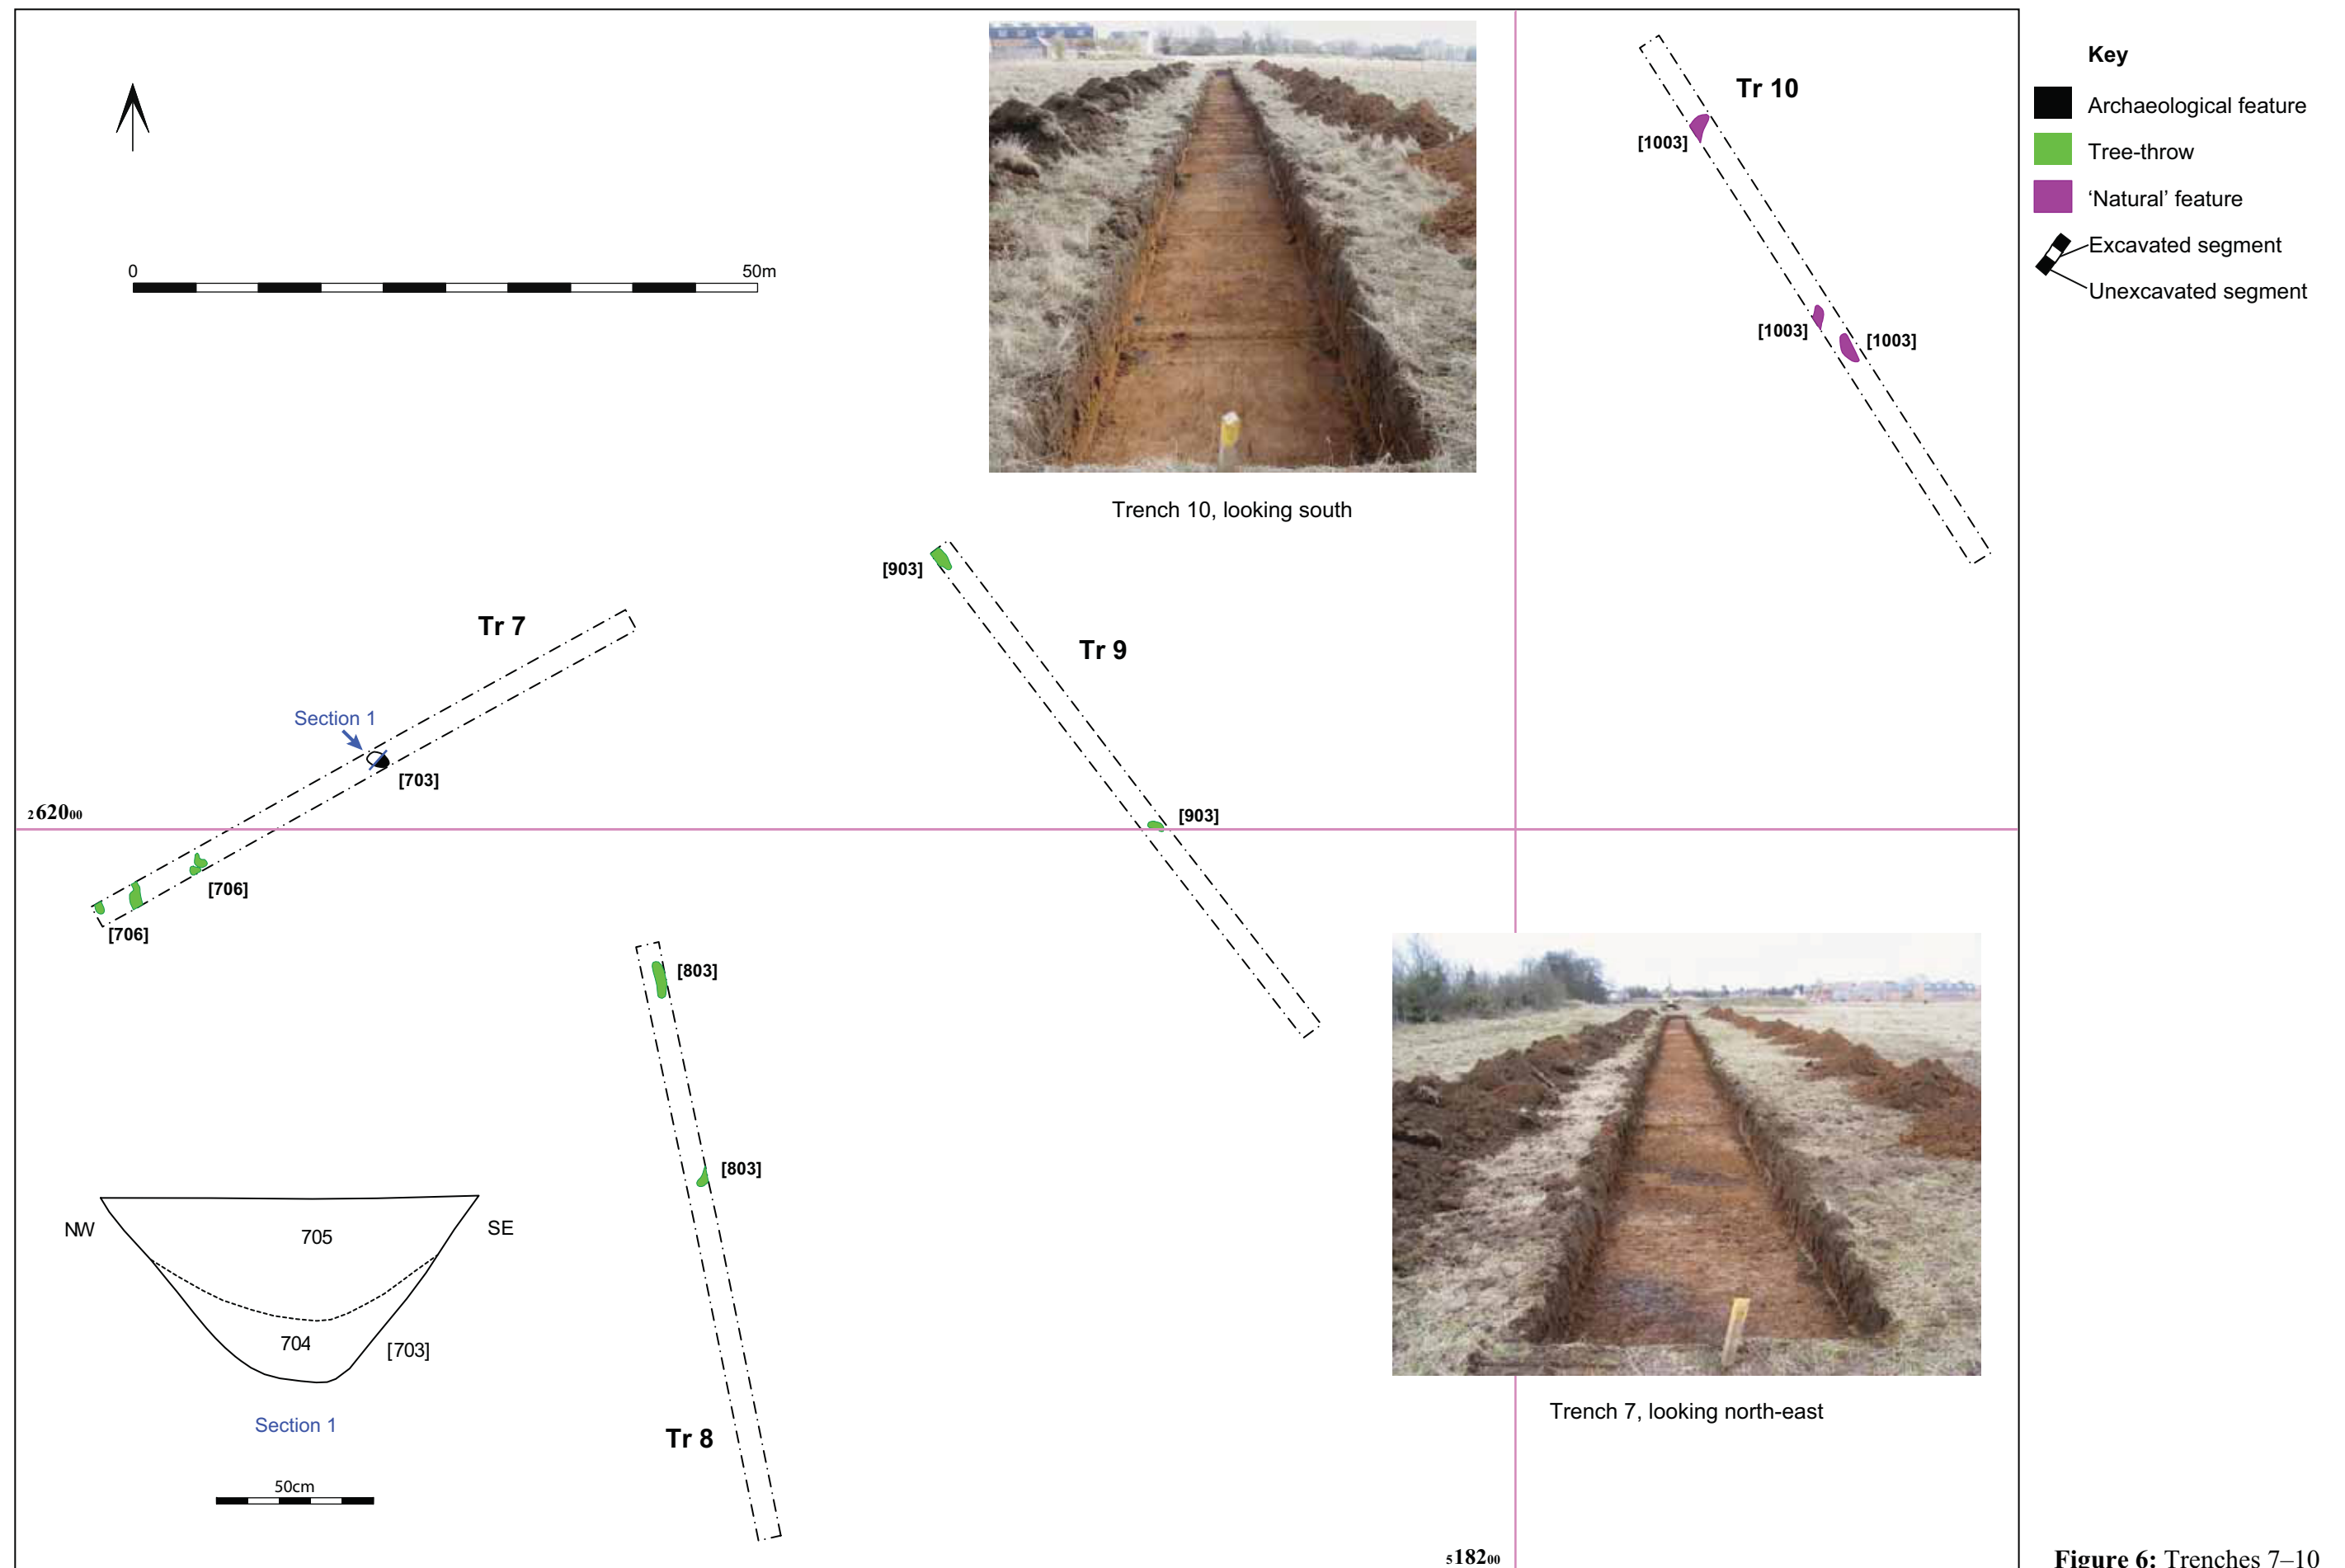 Key
Archaeological feature
Tree-throw
‘Natural’ feature
Excavated segment
Unexcavated segment
Tr 10
[1003]
[1003]
[1003]
0 50m
Trench 10, looking south
[903]
Tr 9
[903]
Tr 7
Section 1
[703]
262000
[706]
[706]
[803]
[803]
Tr 8
NW
705
SE
704
[703]
Section 1
50cm
Trench 7, looking north-east
518200
Figure 6: Trenches 7–10